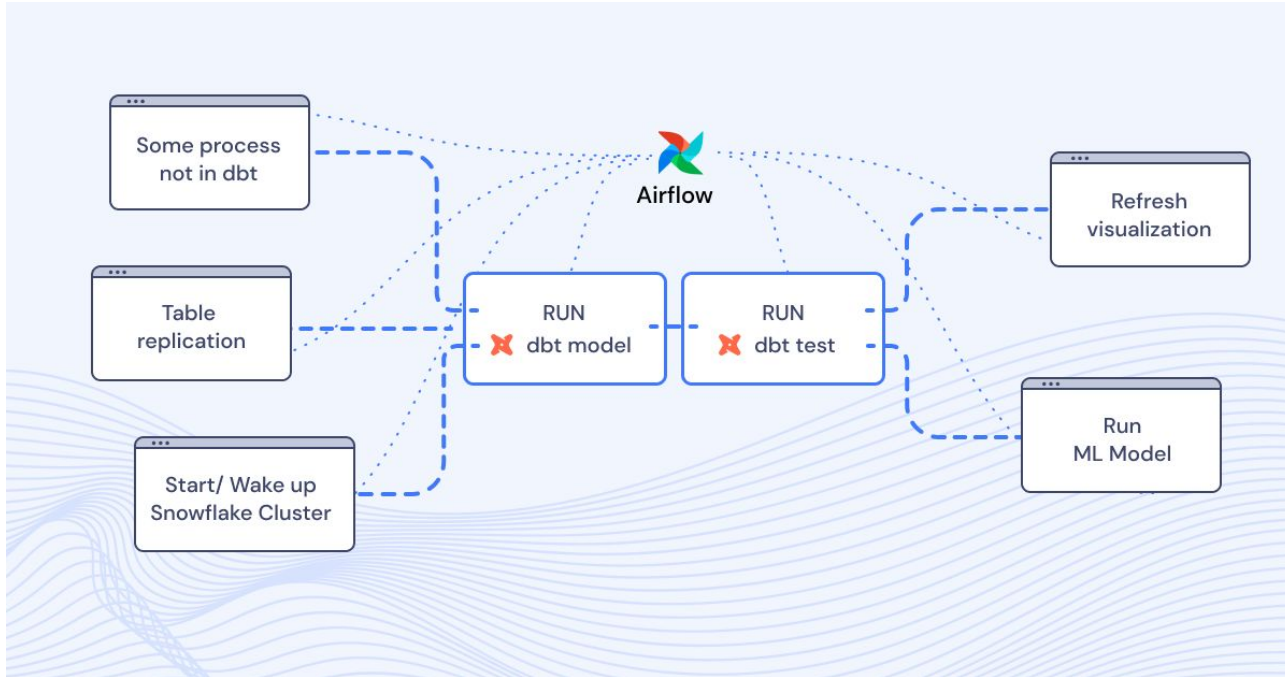 Some process
not in dbt
Airflow
Refresh
visualization
Table
replication
RUN
dbt model
RUN
dbt test
Start/ Wake up
Snowflake Cluster
Run
ML Model